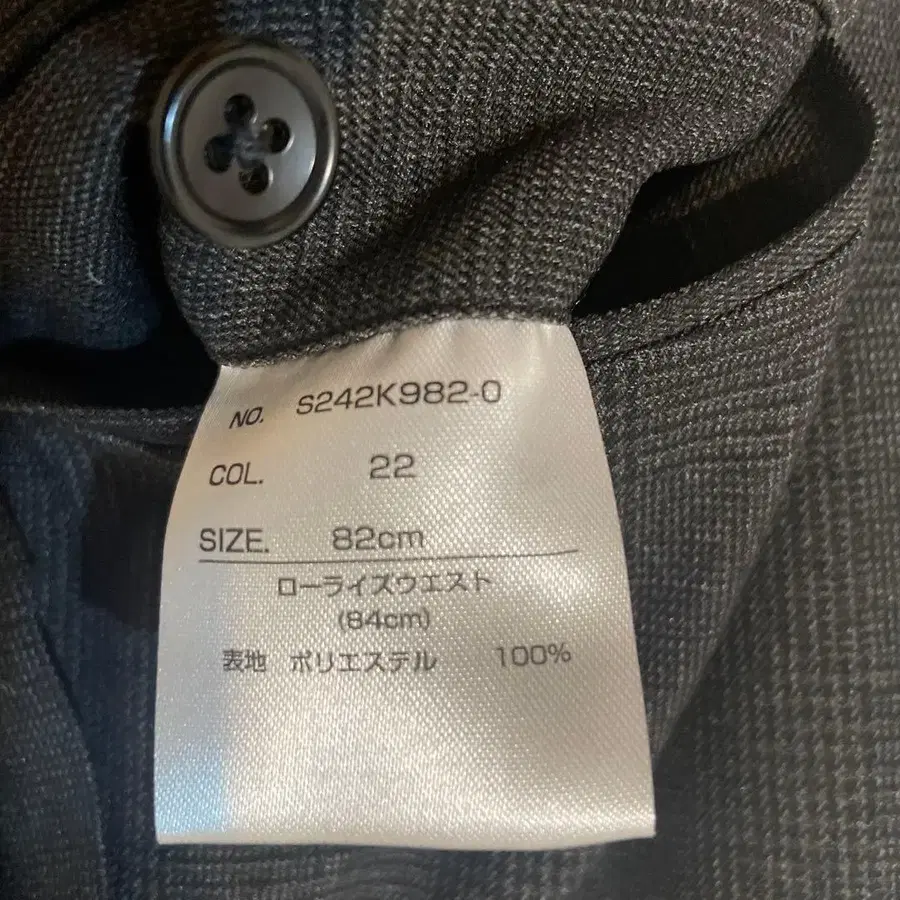 NO. S242K982-0
COL. 22
SIZE. 82cm
ローライズウエスト
(84cm)
表地 ポリエステル 100%